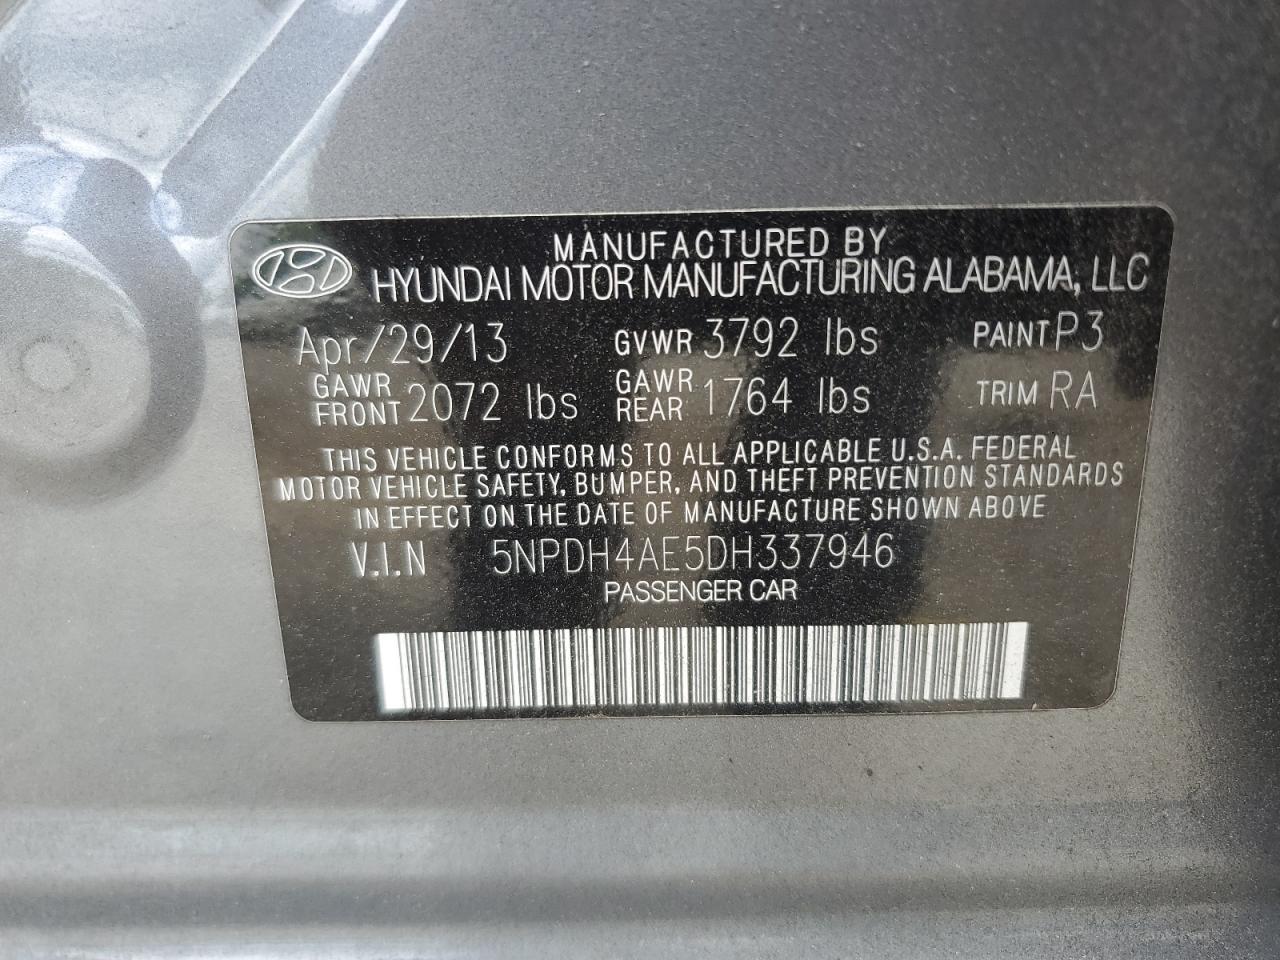 MANUFACTURED BY
HYUNDAI MOTOR MANUFACTURING ALABAMA, LLC
Apr/29/13 GVWR 3792 lbs PAINT P3
GAWR FRONT 2072 lbs GAWR REAR 1764 lbs TRIM RA
THIS VEHICLE CONFORMS TO ALL APPLICABLE U.S.A. FEDERAL
MOTOR VEHICLE SAFETY, BUMPER, AND THEFT PREVENTION STANDARDS
IN EFFECT ON THE DATE OF MANUFACTURE SHOWN ABOVE
V.I.N 5NPDH4AE5DH337946
PASSENGER CAR